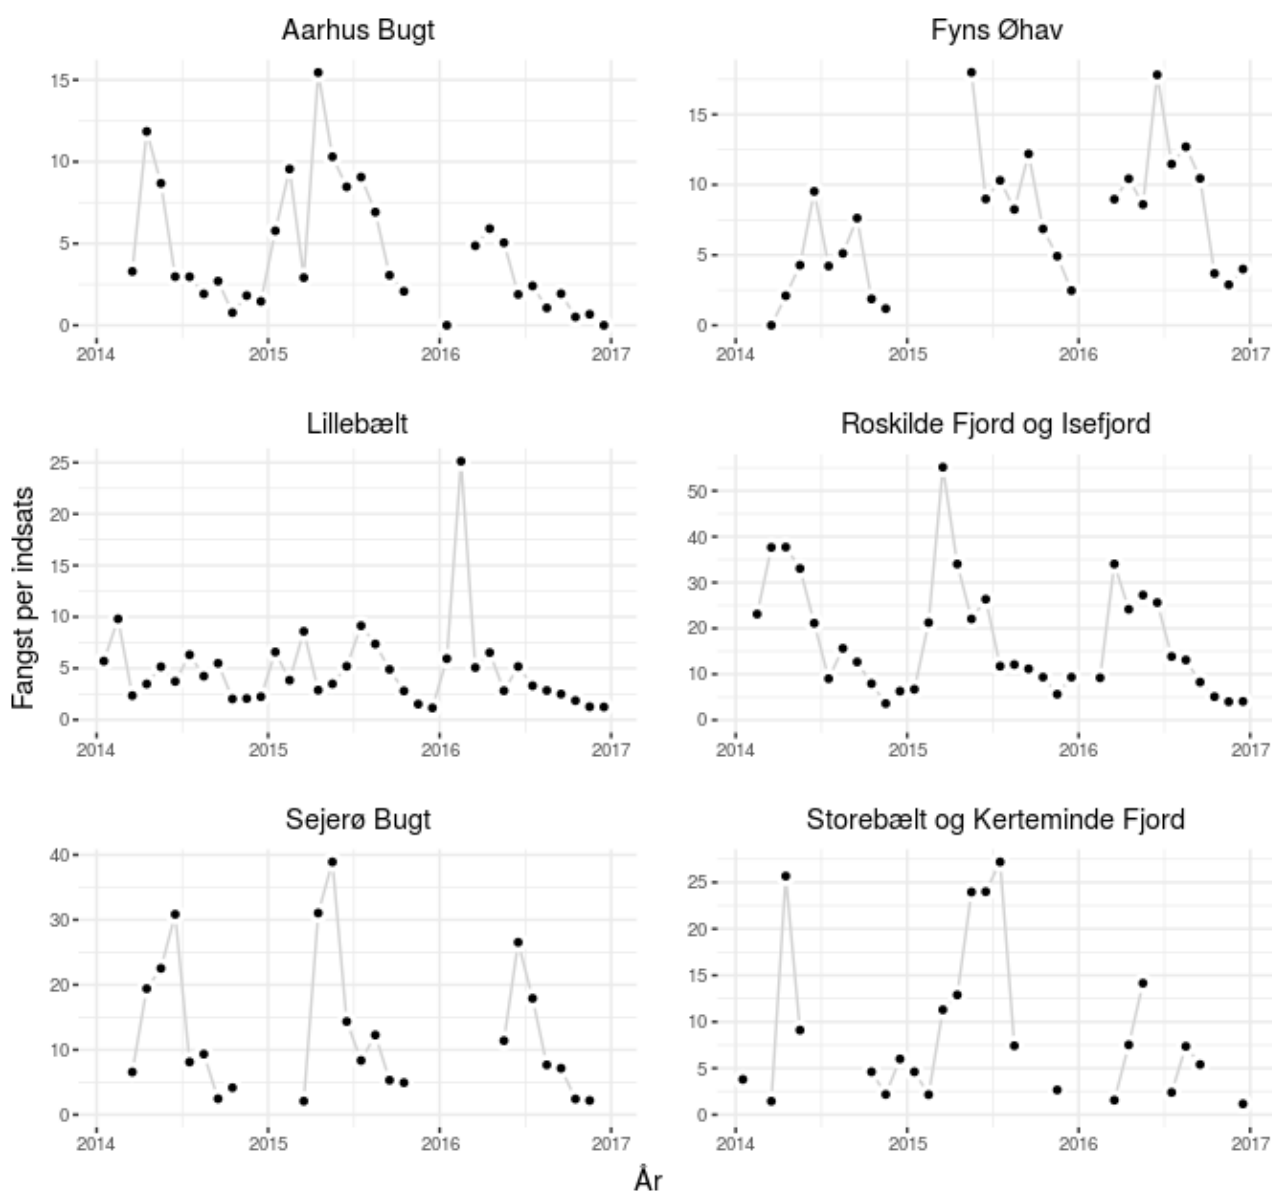 Aarhus Bugt
15
10
5
0
2014 2015 2016 2017
Fyns Øhav
15
10
5
0
2014 2015 2016 2017
Fangst per indsats
Lillebælt
25
20
15
10
5
0
2014 2015 2016 2017
Roskilde Fjord og Isefjord
50
40
30
20
10
0
2014 2015 2016 2017
Sejerø Bugt
40
30
20
10
0
2014 2015 2016 2017
Storebælt og Kerteminde Fjord
25
20
15
10
5
0
2014 2015 2016 2017
År